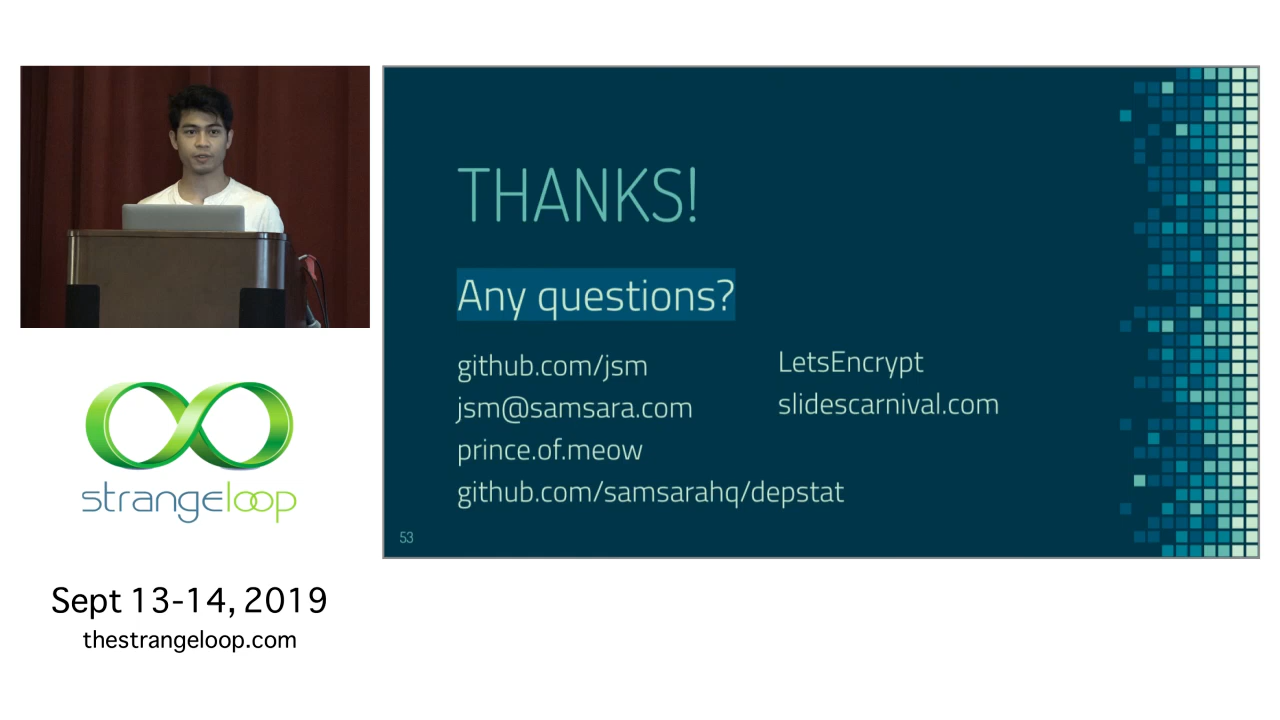 THANKS!
Any questions?
github.com/jsm
jsm@samsara.com
prince.of.meow
github.com/samsarahq/depstat
LetsEncrypt
slidescarnival.com
53
strangeloop
Sept 13-14, 2019
thestrangeloop.com